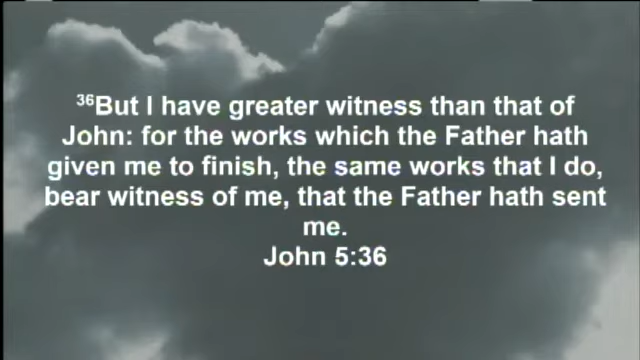 ³⁶But I have greater witness than that of
John: for the works which the Father hath
given me to finish, the same works that I do,
bear witness of me, that the Father hath sent
me.
John 5:36